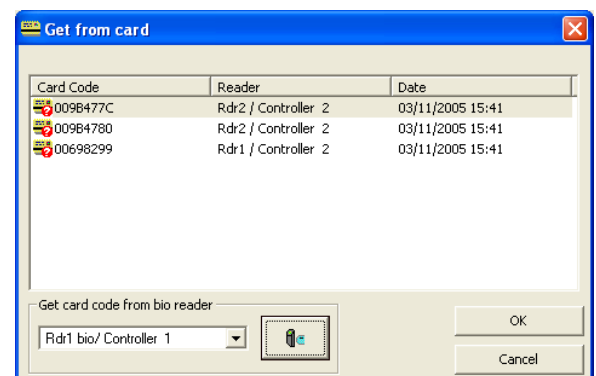 Get from card
Card Code Reader Date
009B477C Rdr2 / Controller 2 03/11/2005 15:41
009B4780 Rdr2 / Controller 2 03/11/2005 15:41
00698299 Rdr1 / Controller 2 03/11/2005 15:41
Get card code from bio reader
Rdr1 bio/ Controller 1
OK
Cancel